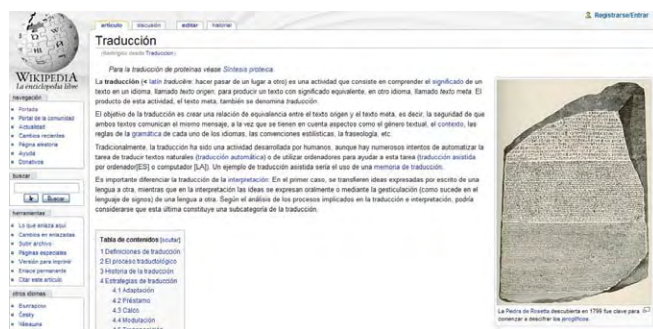 Registrarse/Entrar
artículo discusión editar historial
Traducción
Para la traducción de proteínas véase Síntesis proteica.
La traducción (< latín traducĕre: hacer pasar de un lugar a otro) es una actividad que consiste en comprender el significado de un
texto en un idioma, llamado texto origen, para producir un texto con significado equivalente, en otro idioma, llamado texto meta. El
producto de esta actividad, el texto meta, también se denomina traducción.
El objetivo de la traducción es crear una relación de equivalencia entre el texto origen y el texto meta, es decir, la seguridad de que
ambos textos comunican el mismo mensaje, a la vez que se tienen en cuenta aspectos como el género textual, el contexto, las
reglas de la gramática de cada uno de los idiomas, las convenciones estilísticas, la fraseología, etc.
Tradicionalmente, la traducción ha sido una actividad desarrollada por humanos, aunque hay numerosos intentos de automatizar la
tarea de traducir textos naturales (traducción automática) o de utilizar ordenadores para ayudar a esta tarea (traducción asistida
por ordenador[ES] o computador [LA]). Un ejemplo de traducción asistida sería el uso de una memoria de traducción.
Es importante diferenciar la traducción de la interpretación. En el primer caso, se transfieren ideas expresadas por escrito de una
lengua a otra, mientras que en la interpretación las ideas se expresan oralmente o mediante la gesticulación (como sucede en el
lenguaje de signos) de una lengua a otra. Según el análisis de los procesos implicados en la traducción e interpretación, podría
considerarse que esta última constituye una subcategoría de la traducción.
Tabla de contenidos [ocultar]
1 Definiciones de traducción
2 El proceso traductológico
3 Historia de la traducción
4 Estrategias de traducción
4.1 Adaptación
4.2 Préstamo
4.3 Calco
4.4 Modulación
WIKIPEDIA
La enciclopedia libre
navegación
Portada
Portal de la comunidad
Actualidad
Cambios recientes
Página aleatoria
Ayuda
Donativos
buscar
Ir Buscar
herramientas
Lo que enlaza aquí
Cambios en enlazadas
Subir archivo
Páginas especiales
Versión para imprimir
Enlace permanente
Citar este artículo
otros idiomas
Česky
La Piedra de Rosetta descubierta en 1799 fue clave para
comenzar a descifrar los jeroglíficos.